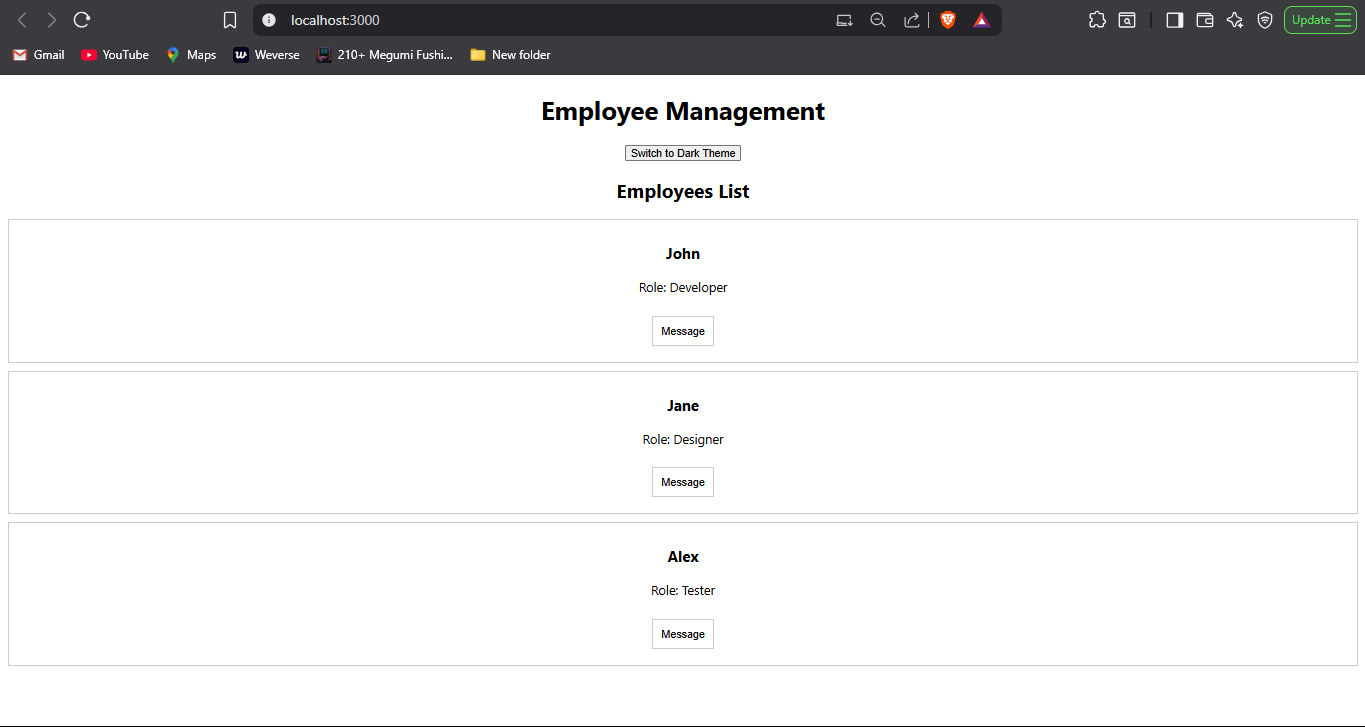 localhost:3000
Update
Gmail YouTube Maps Weverse 210+ Megumi Fushi... New folder
Employee Management
Switch to Dark Theme
Employees List
John
Role: Developer
Message
Jane
Role: Designer
Message
Alex
Role: Tester
Message